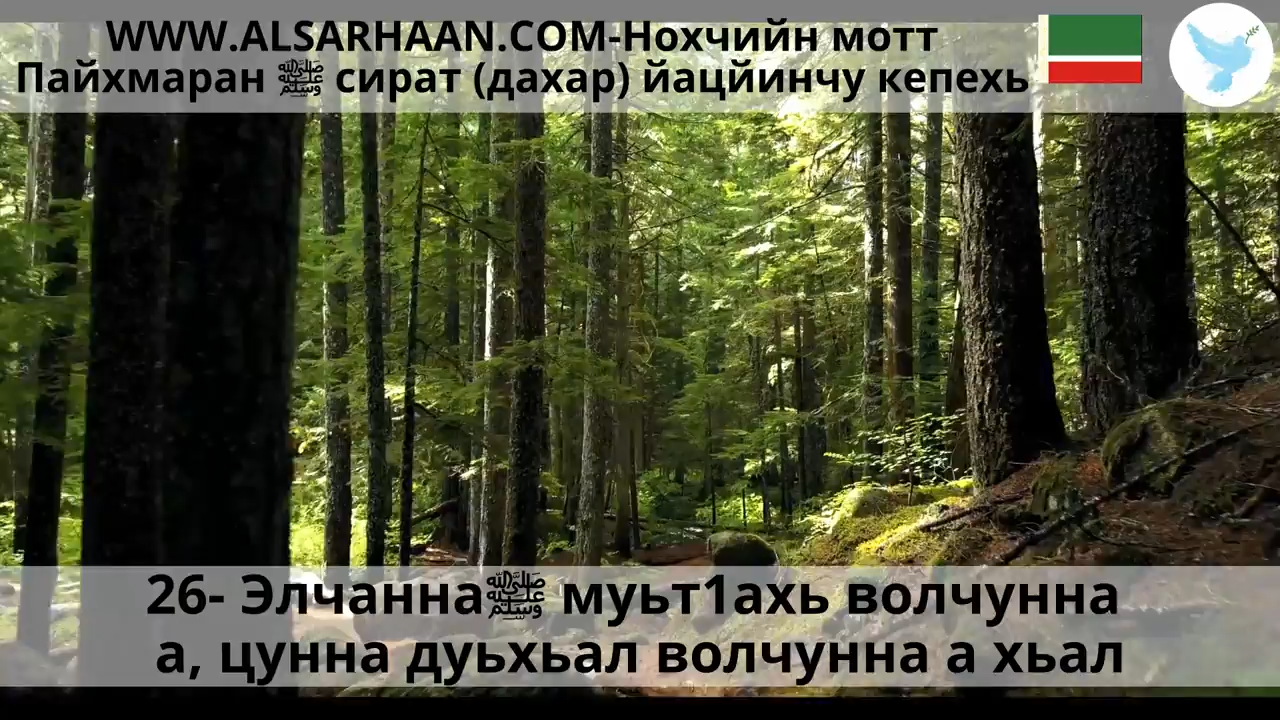 WWW.ALSARHAAN.COM-Нохчийн мотт
Пайхмаран ﷺ сират (дахар) йацйинчу кепехь
26- Элчанна ﷺ муьт1ахь волчунна
а, цунна дуьхьал волчунна а хьал